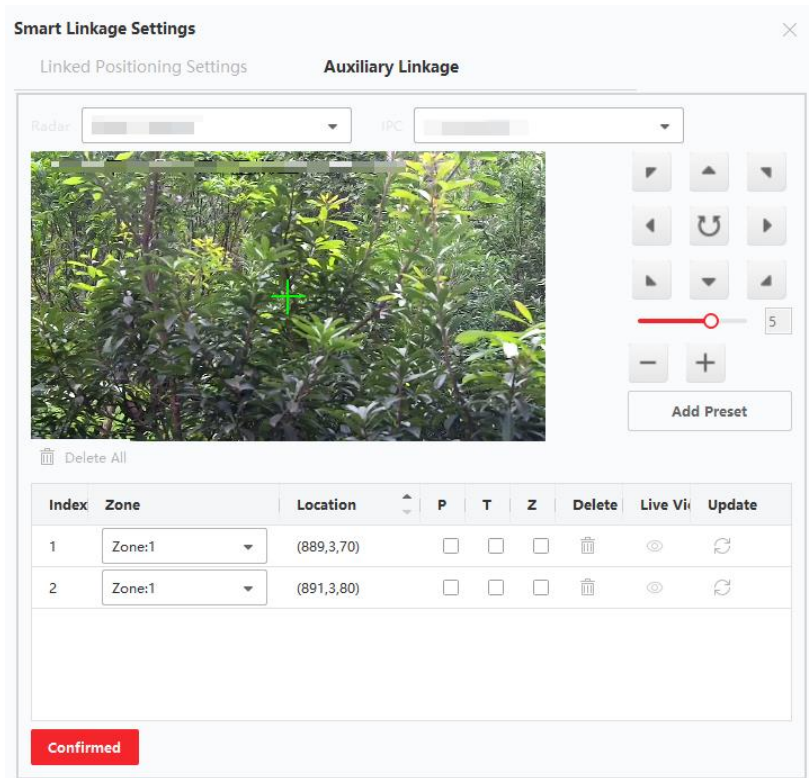 Smart Linkage Settings
Linked Positioning Settings Auxiliary Linkage
Radar IPC
5
Add Preset
Delete All
Index Zone Location P T Z Delete Live Vi Update
1 Zone:1 (889,3,70)
2 Zone:1 (891,3,80)
Confirmed